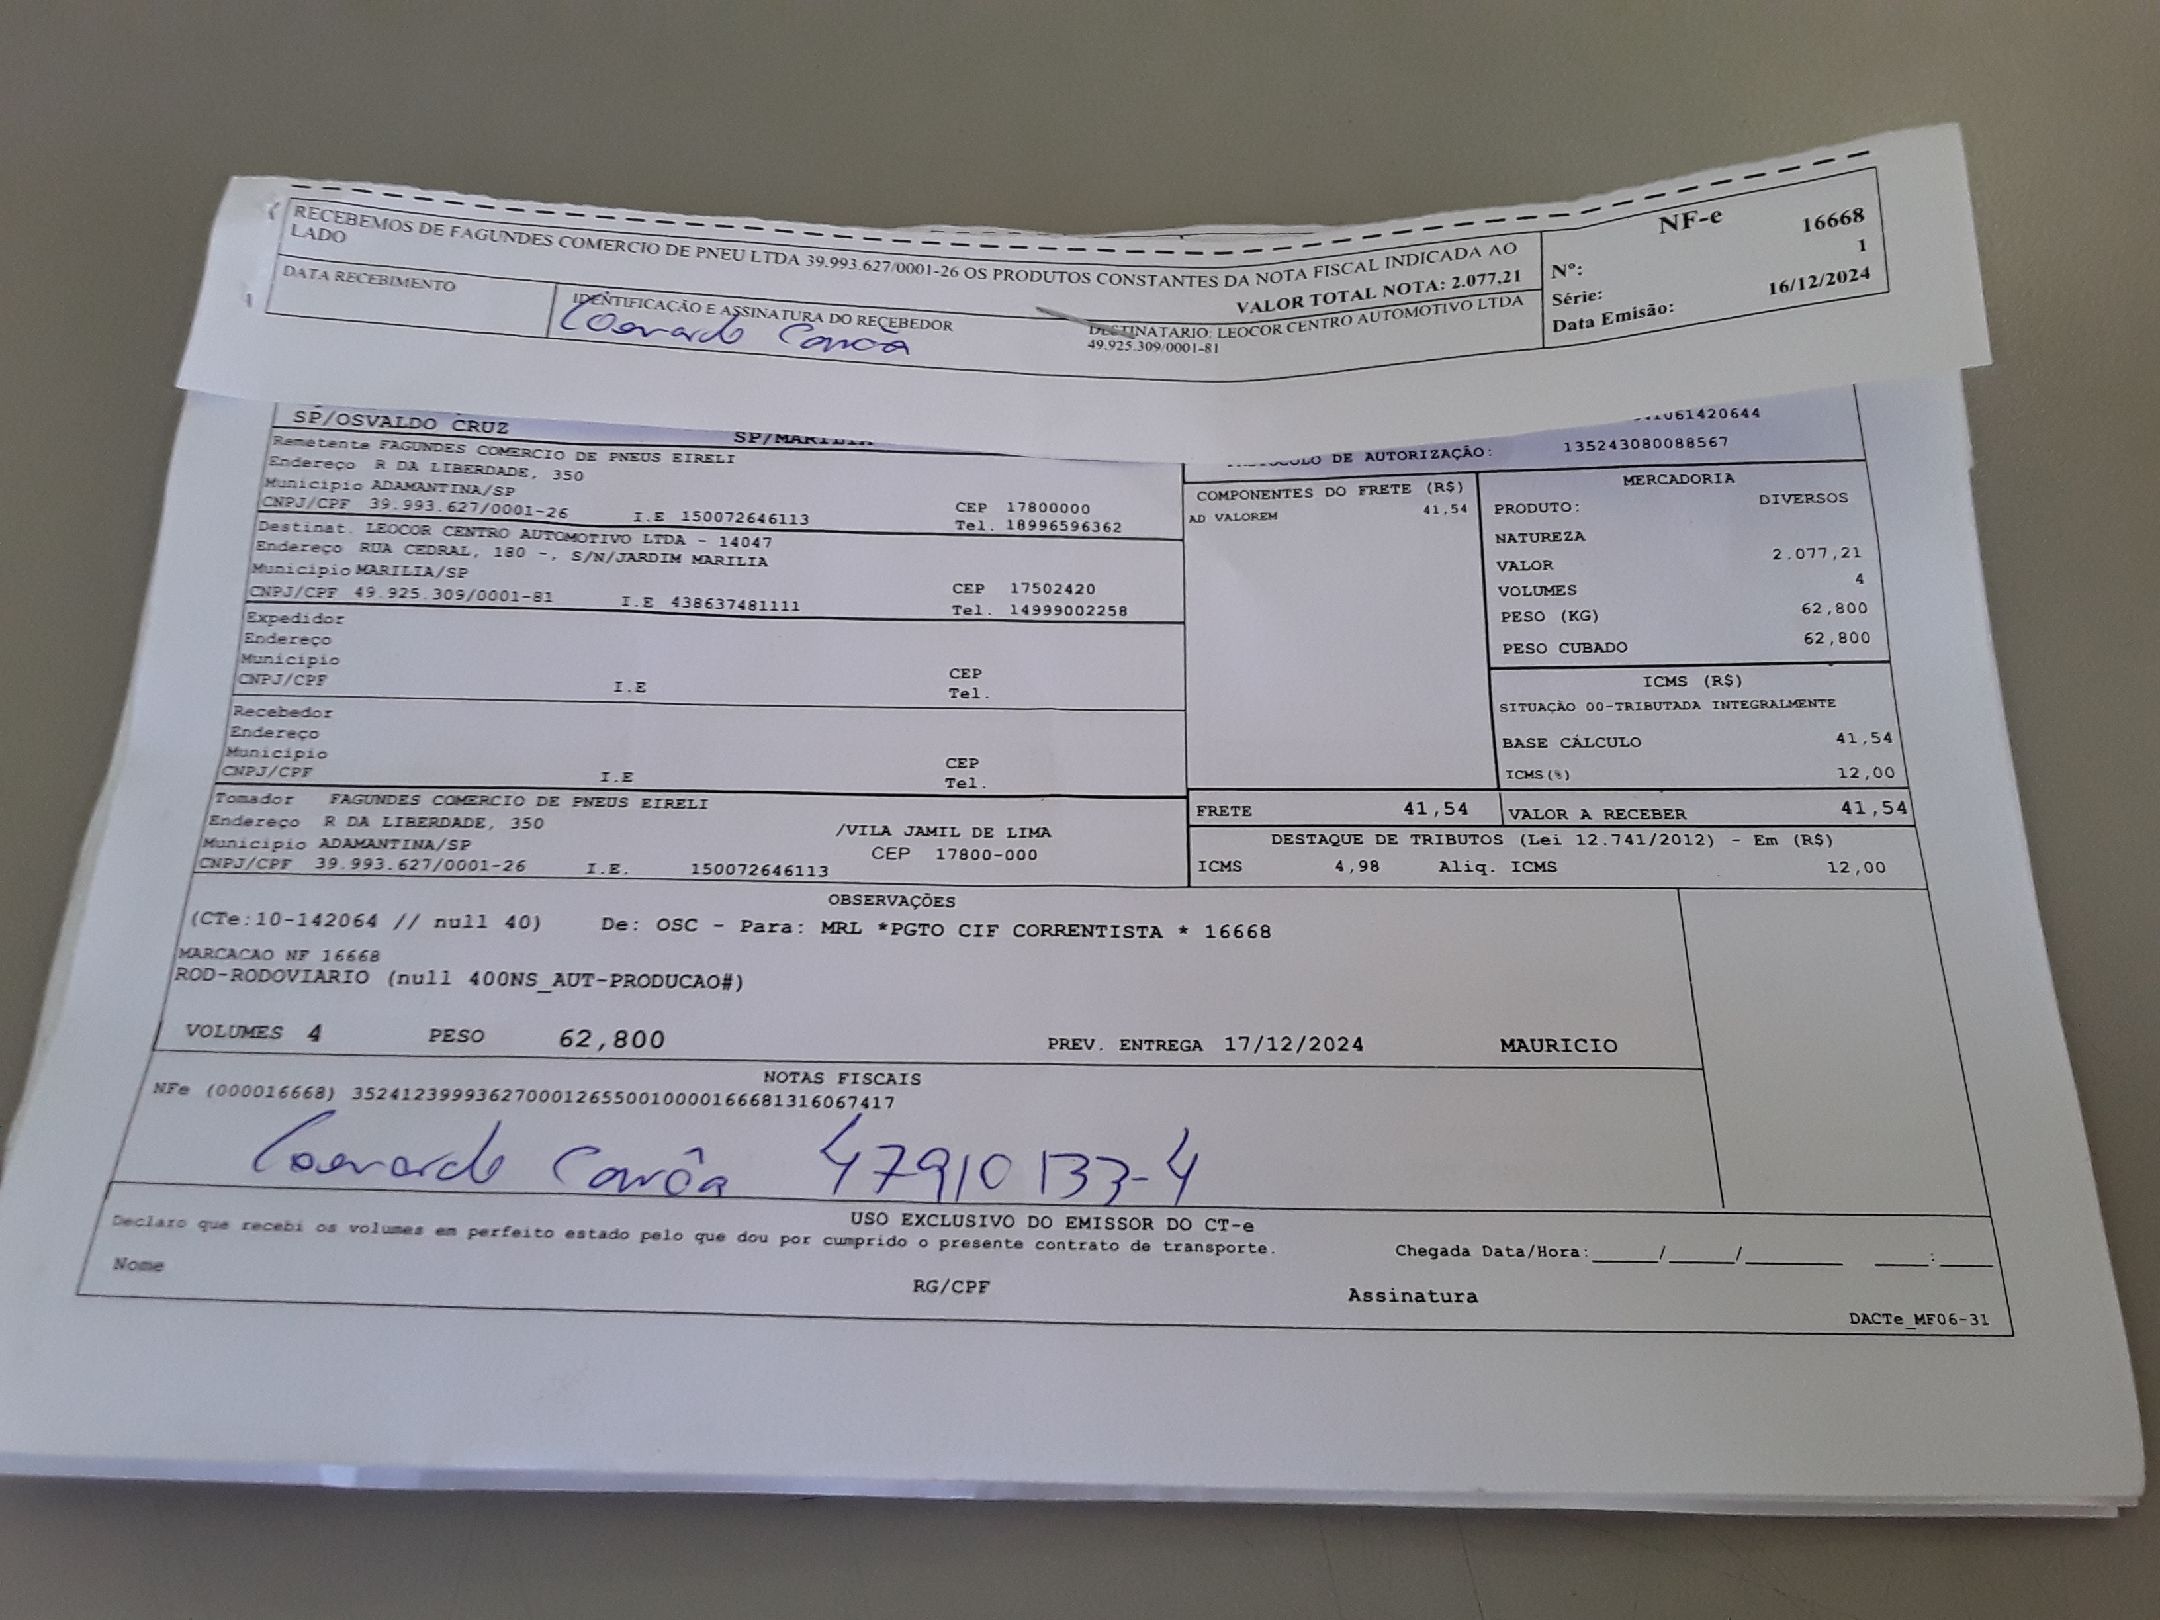 RECEBEMOS DE FAGUNDES COMERCIO DE PNEU LTDA 39.993.627/0001-26 OS PRODUTOS CONSTANTES DA NOTA FISCAL INDICADA AO
LADO
VALOR TOTAL NOTA: 2.077,21
DATA RECEBIMENTO
IDENTIFICAÇÃO E ASSINATURA DO RECEBEDOR
DESTINATARIO: LEOCOR CENTRO AUTOMOTIVO LTDA
49.925.309/0001-81
NF-e
Nº: 16668
Série: 1
Data Emisão: 16/12/2024
SP/OSVALDO CRUZ SP/MARILIA
Remetente FAGUNDES COMERCIO DE PNEUS EIRELI
Endereço R DA LIBERDADE, 350
Municipio ADAMANTINA/SP CEP 17800000
CNPJ/CPF 39.993.627/0001-26 I.E 150072646113 Tel. 18996596362
Destinat. LEOCOR CENTRO AUTOMOTIVO LTDA - 14047
Endereço RUA CEDRAL, 180 -, S/N/JARDIM MARILIA
Municipio MARILIA/SP CEP 17502420
CNPJ/CPF 49.925.309/0001-81 I.E 438637481111 Tel. 14999002258
Expedidor
Endereço
Municipio CEP
CNPJ/CPF I.E Tel.
Recebedor
Endereço
Municipio CEP
CNPJ/CPF I.E Tel.
Tomador FAGUNDES COMERCIO DE PNEUS EIRELI
Endereço R DA LIBERDADE, 350 /VILA JAMIL DE LIMA
Municipio ADAMANTINA/SP CEP 17800-000
CNPJ/CPF 39.993.627/0001-26 I.E. 150072646113
061420644
DE AUTORIZAÇÃO: 135243080088567
COMPONENTES DO FRETE (R$)
AD VALOREM 41,54
MERCADORIA
PRODUTO: DIVERSOS
NATUREZA
VALOR 2.077,21
VOLUMES 4
PESO (KG) 62,800
PESO CUBADO 62,800
ICMS (R$)
SITUAÇÃO 00-TRIBUTADA INTEGRALMENTE
BASE CÁLCULO 41,54
ICMS(%) 12,00
FRETE 41,54 VALOR A RECEBER 41,54
DESTAQUE DE TRIBUTOS (Lei 12.741/2012) - Em (R$)
ICMS 4,98 Aliq. ICMS 12,00
OBSERVAÇÕES
(CTe:10-142064 // null 40) De: OSC - Para: MRL *PGTO CIF CORRENTISTA * 16668
MARCACAO NF 16668
ROD-RODOVIARIO (null 400NS_AUT-PRODUCAO#)
VOLUMES 4 PESO 62,800 PREV. ENTREGA 17/12/2024 MAURICIO
NOTAS FISCAIS
NFe (000016668) 35241239993627000126550010000166681316067417
47910133-4
USO EXCLUSIVO DO EMISSOR DO CT-e
Declaro que recebi os volumes em perfeito estado pelo que dou por cumprido o presente contrato de transporte.
Chegada Data/Hora:_____/_____/_______ ____:____
Nome RG/CPF Assinatura
DACTe_MF06-31